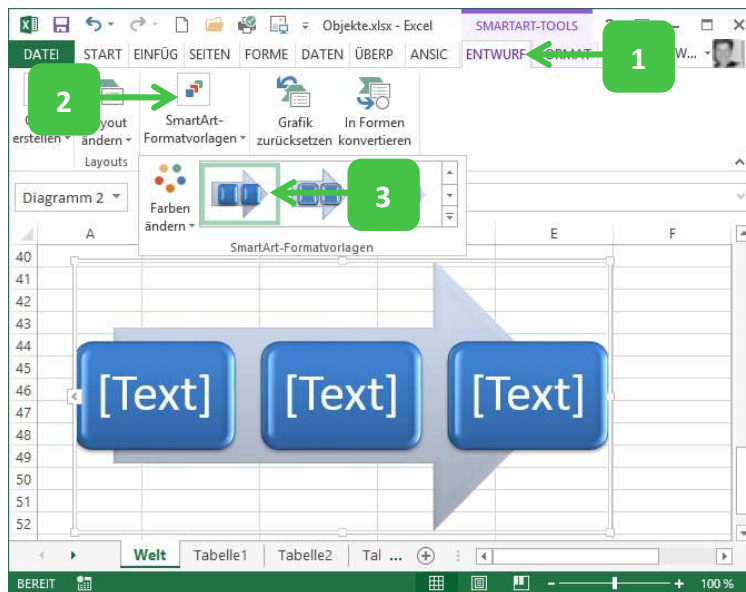 Objekte.xlsx - Excel
SMARTART-TOOLS
?
DATEI START EINFÜG SEITEN FORME DATEN ÜBERP ANSIC ENTWURF FORMAT W...
1
2
erstellen
Layout ändern
SmartArt-
Formatvorlagen
Grafik
zurücksetzen
In Formen
konvertieren
Layouts
Diagramm 2
Farben
ändern
3
SmartArt-Formatvorlagen
A E F
40
41
42
43
44
45
46
47
48
49
50
51
52
[Text] [Text] [Text]
Welt Tabelle1 Tabelle2 Tal ...
BEREIT 100 %